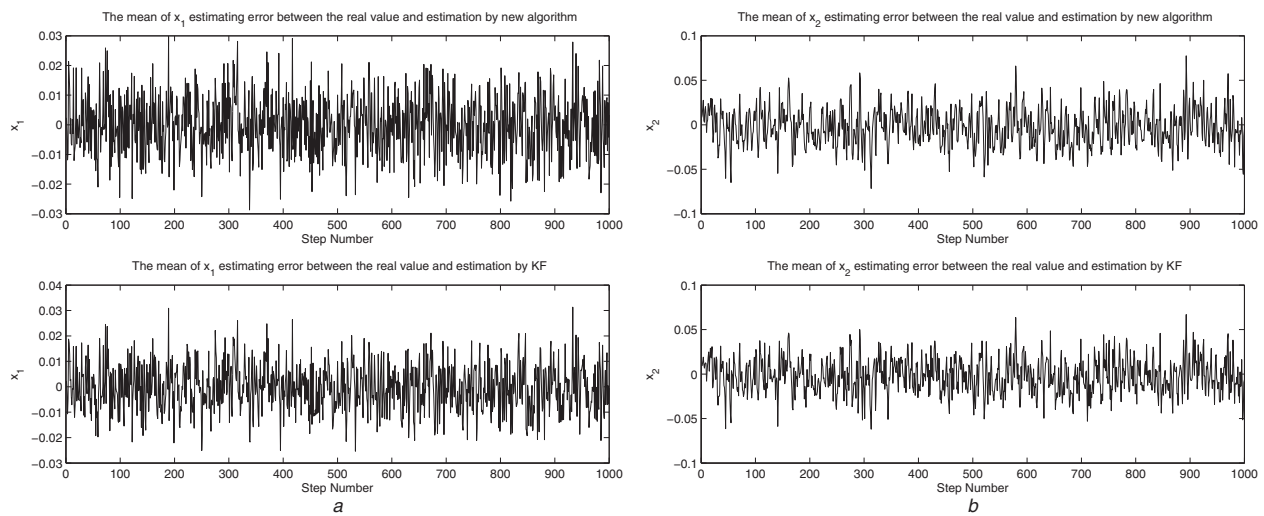 The mean of x1 estimating error between the real value and estimation by new algorithm
0.03
0.02
0.01
0
−0.01
−0.02
−0.03
x1
0 100 200 300 400 500 600 700 800 900 1000
Step Number
The mean of x1 estimating error between the real value and estimation by KF
0.04
0.03
0.02
0.01
0
−0.01
−0.02
−0.03
x1
0 100 200 300 400 500 600 700 800 900 1000
Step Number
a
The mean of x2 estimating error between the real value and estimation by new algorithm
0.1
0.05
0
−0.05
−0.1
x2
0 100 200 300 400 500 600 700 800 900 1000
Step Number
The mean of x2 estimating error between the real value and estimation by KF
0.1
0.05
0
−0.05
−0.1
x2
0 100 200 300 400 500 600 700 800 900 1000
Step Number
b